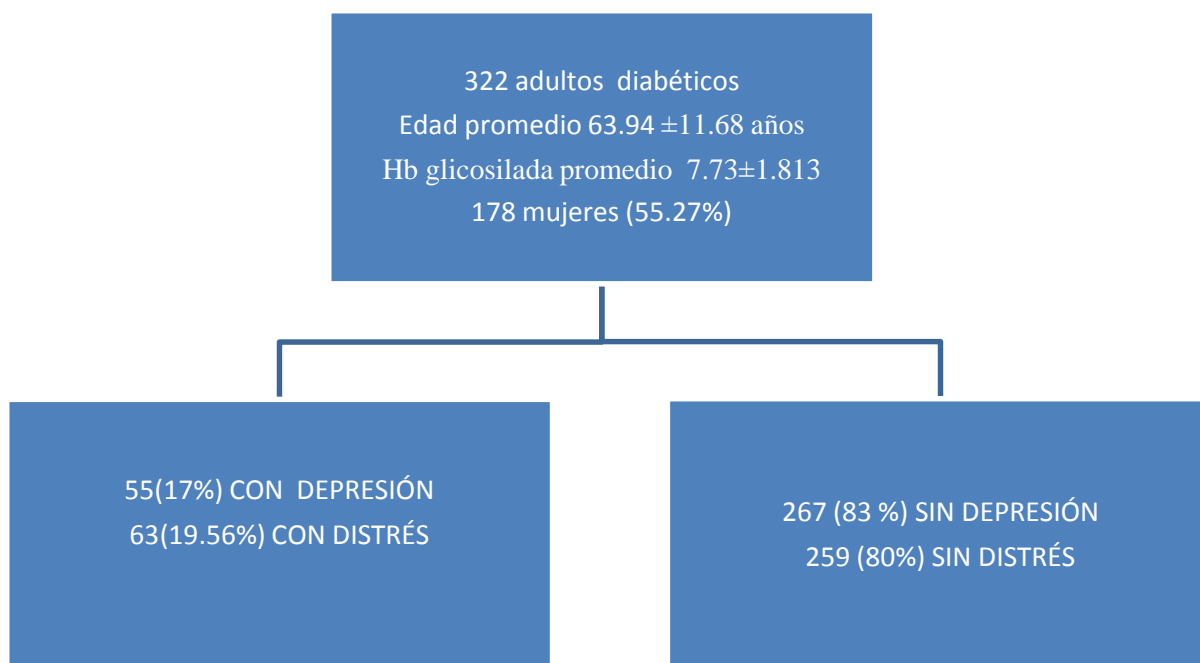 322 adultos diabéticos
Edad promedio 63.94 ±11.68 años
Hb glicosilada promedio 7.73±1.813
178 mujeres (55.27%)
55(17%) CON DEPRESIÓN
63(19.56%) CON DISTRÉS
267 (83 %) SIN DEPRESIÓN
259 (80%) SIN DISTRÉS